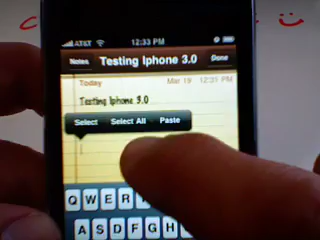 AT&T 12:33 PM
Notes Testing Iphone 3.0 Done
Today Mar 19 12:31 PM
Testing Iphone 3.0
Select Select All Paste
Q W E R
A S D F G H